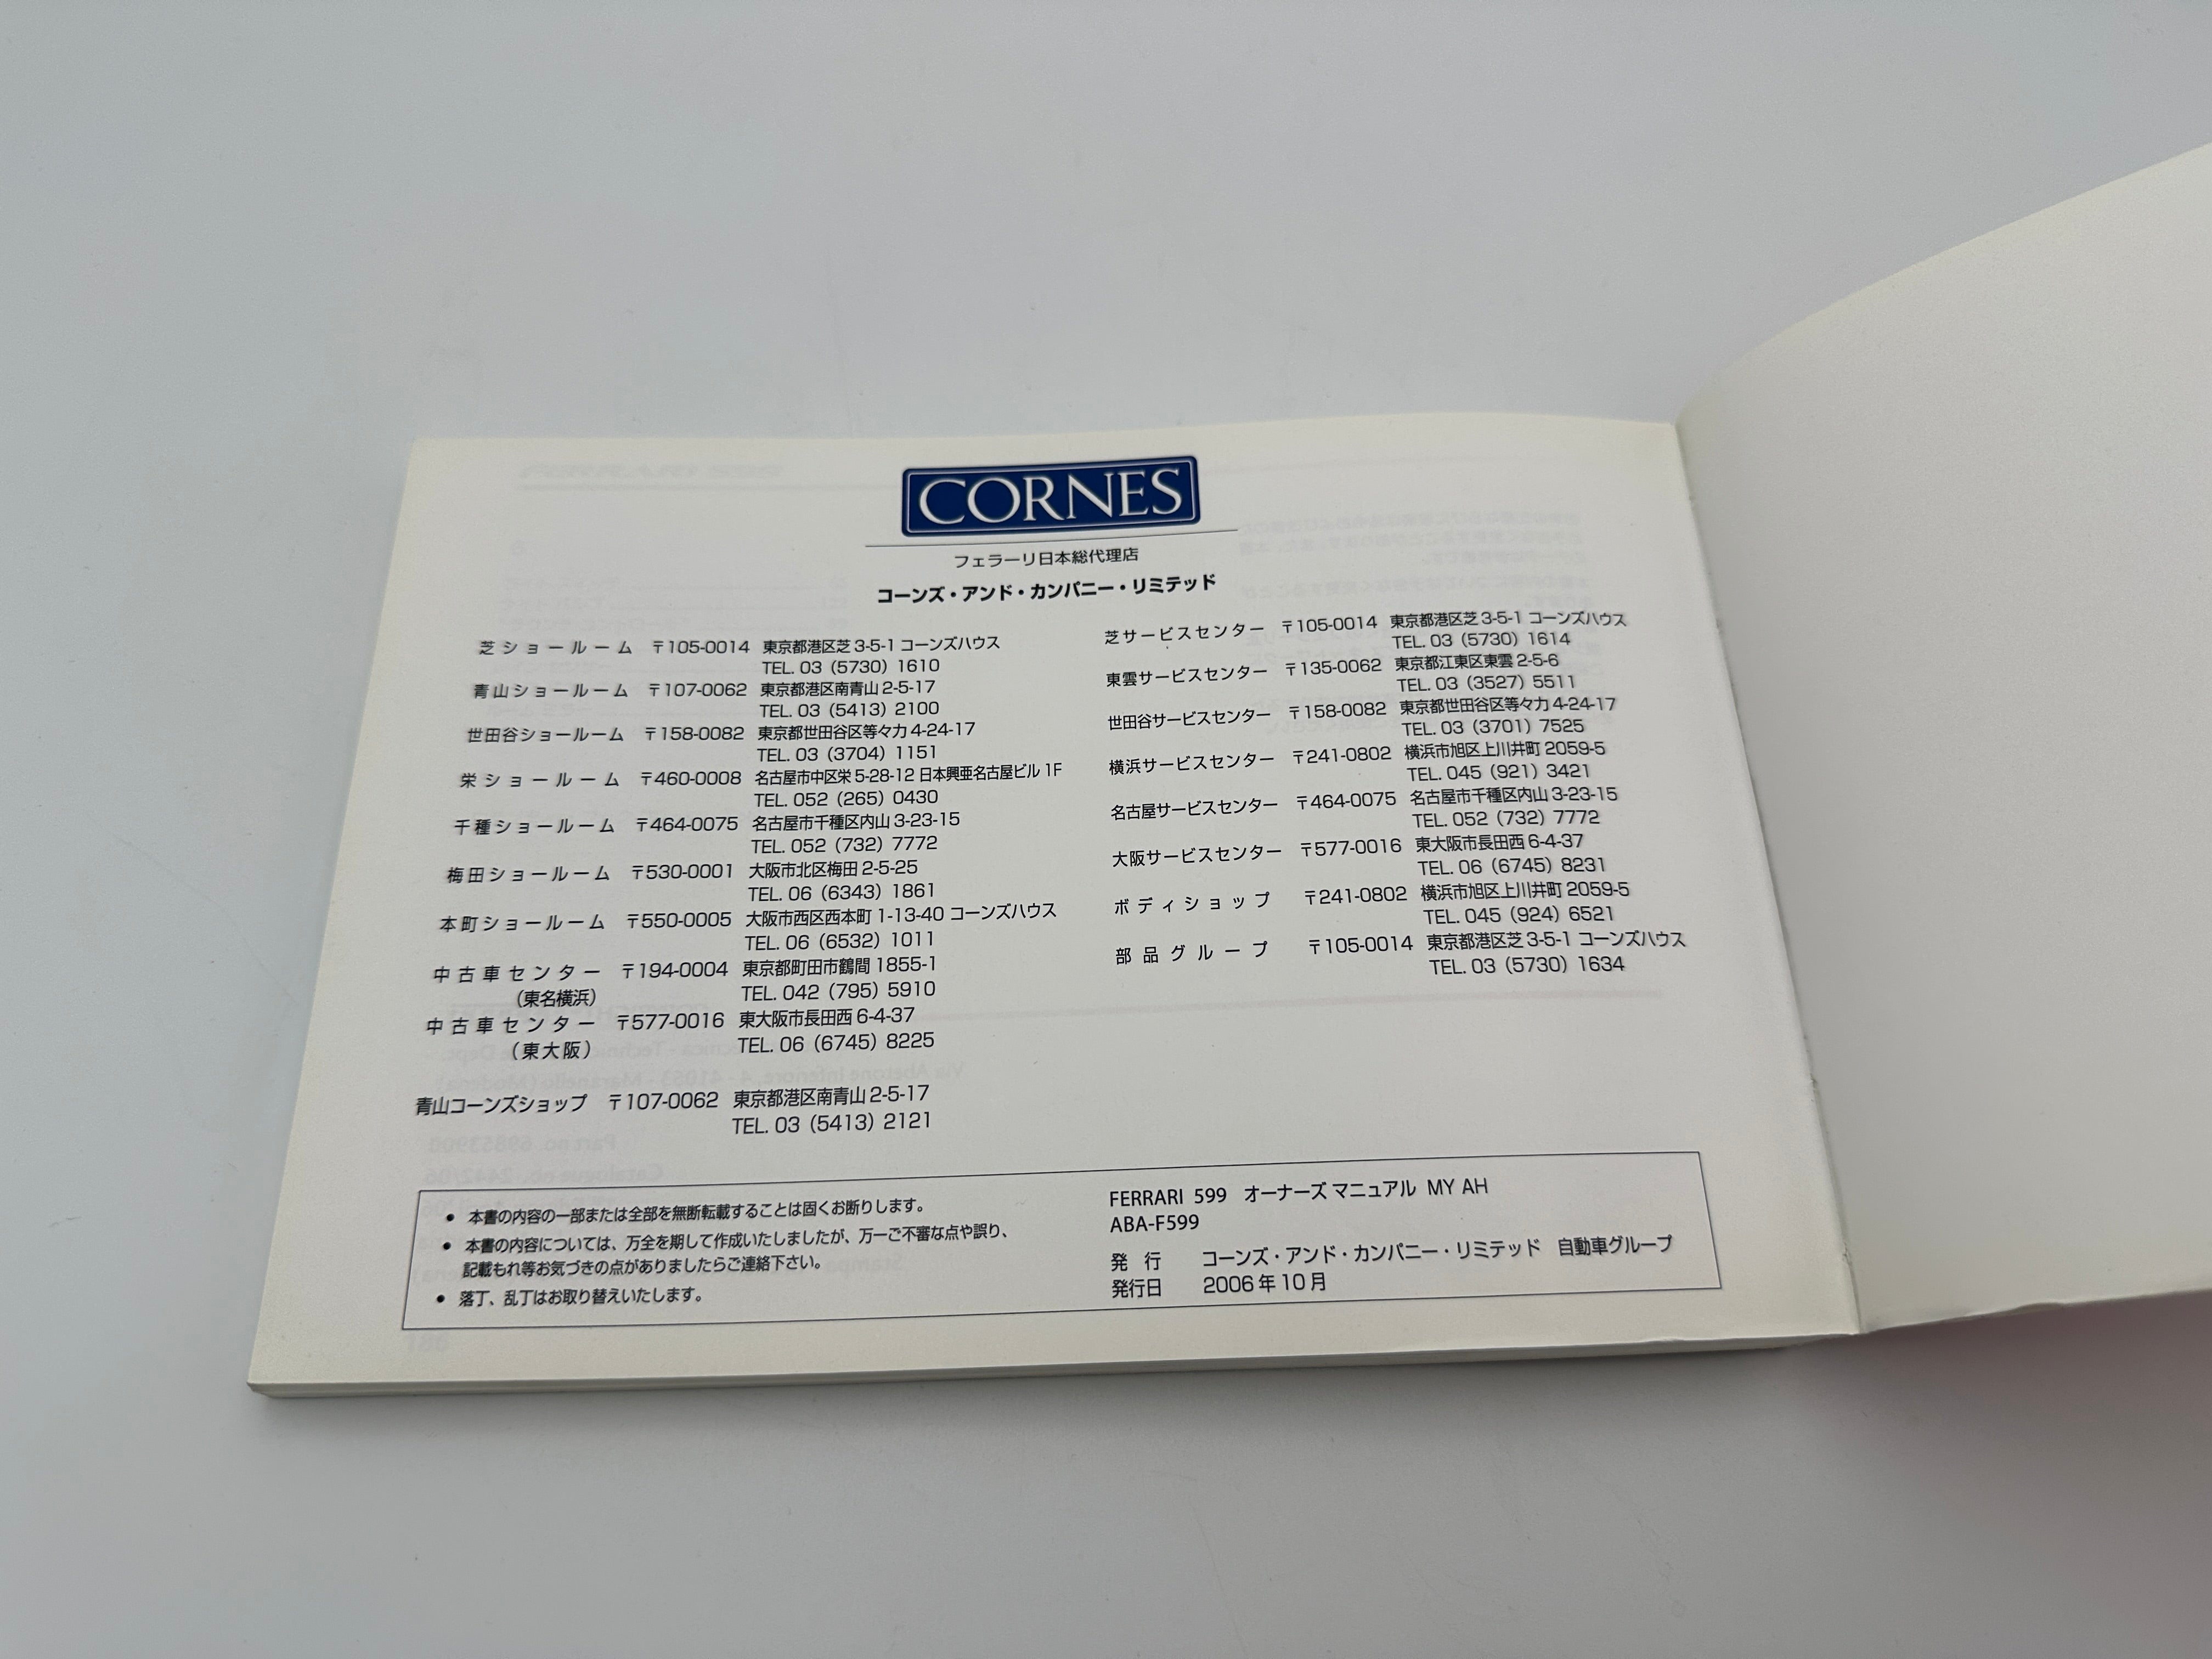 CORNES
フェラーリ日本総代理店
コーンズ・アンド・カンパニー・リミテッド
芝ショールーム 〒105-0014 東京都港区芝3-5-1 コーンズハウス
TEL. 03（5730）1610
青山ショールーム 〒107-0062 東京都港区南青山2-5-17
TEL. 03（5413）2100
世田谷ショールーム 〒158-0082 東京都世田谷区等々力4-24-17
TEL. 03（3704）1151
栄ショールーム 〒460-0008 名古屋市中区栄5-28-12 日本興亜名古屋ビル1F
TEL. 052（265）0430
千種ショールーム 〒464-0075 名古屋市千種区内山3-23-15
TEL. 052（732）7772
梅田ショールーム 〒530-0001 大阪市北区梅田2-5-25
TEL. 06（6343）1861
本町ショールーム 〒550-0005 大阪市西区西本町1-13-40 コーンズハウス
TEL. 06（6532）1011
中古車センター 〒194-0004 東京都町田市鶴間1855-1
（東名横浜） TEL. 042（795）5910
中古車センター 〒577-0016 東大阪市長田西6-4-37
（東大阪） TEL. 06（6745）8225
青山コーンズショップ 〒107-0062 東京都港区南青山2-5-17
TEL. 03（5413）2121
芝サービスセンター 〒105-0014 東京都港区芝3-5-1 コーンズハウス
TEL. 03（5730）1614
東雲サービスセンター 〒135-0062 東京都江東区東雲2-5-6
TEL. 03（3527）5511
世田谷サービスセンター 〒158-0082 東京都世田谷区等々力4-24-17
TEL. 03（3701）7525
横浜サービスセンター 〒241-0802 横浜市旭区上川井町2059-5
TEL. 045（921）3421
名古屋サービスセンター 〒464-0075 名古屋市千種区内山3-23-15
TEL. 052（732）7772
大阪サービスセンター 〒577-0016 東大阪市長田西6-4-37
TEL. 06（6745）8231
ボディショップ 〒241-0802 横浜市旭区上川井町2059-5
TEL. 045（924）6521
部品グループ 〒105-0014 東京都港区芝3-5-1 コーンズハウス
TEL. 03（5730）1634
● 本書の内容の一部または全部を無断転載することは固くお断りします。
● 本書の内容については、万全を期して作成いたしましたが、万一ご不審な点や誤り、
記載もれ等お気づきの点がありましたらご連絡下さい。
● 落丁、乱丁はお取り替えいたします。
FERRARI 599 オーナーズ マニュアル MY AH
ABA-F599
発 行 コーンズ・アンド・カンパニー・リミテッド 自動車グループ
発行日 2006年10月